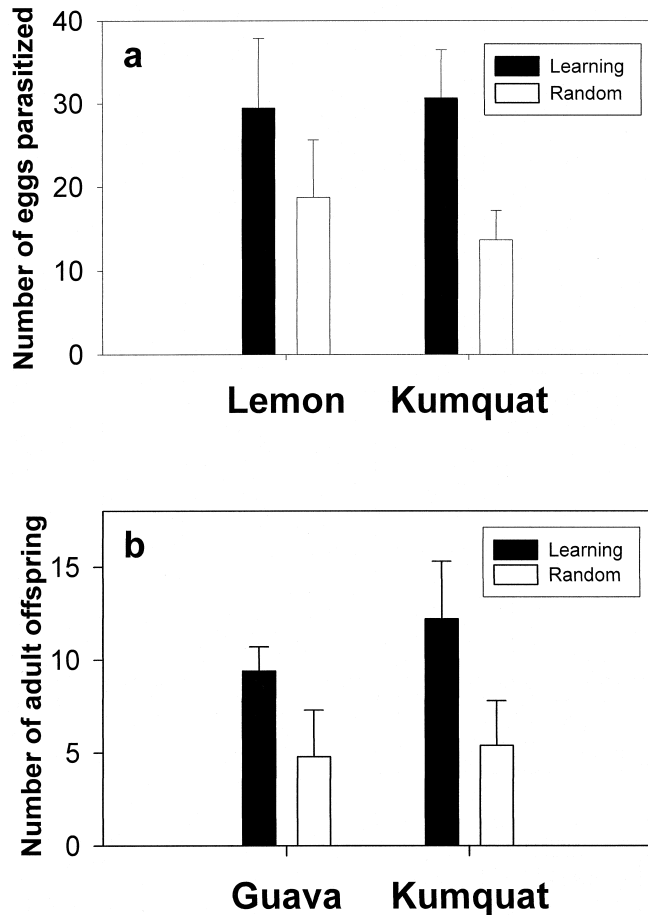 a
Learning
Random
Number of eggs parasitized
40
30
20
10
0
Lemon Kumquat
b
Learning
Random
Number of adult offspring
15
10
5
0
Guava Kumquat